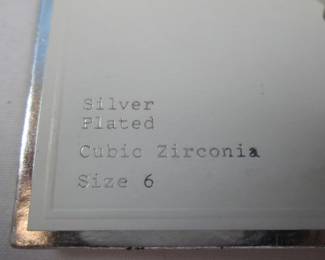 Silver
Plated
Cubic Zirconia
Size 6